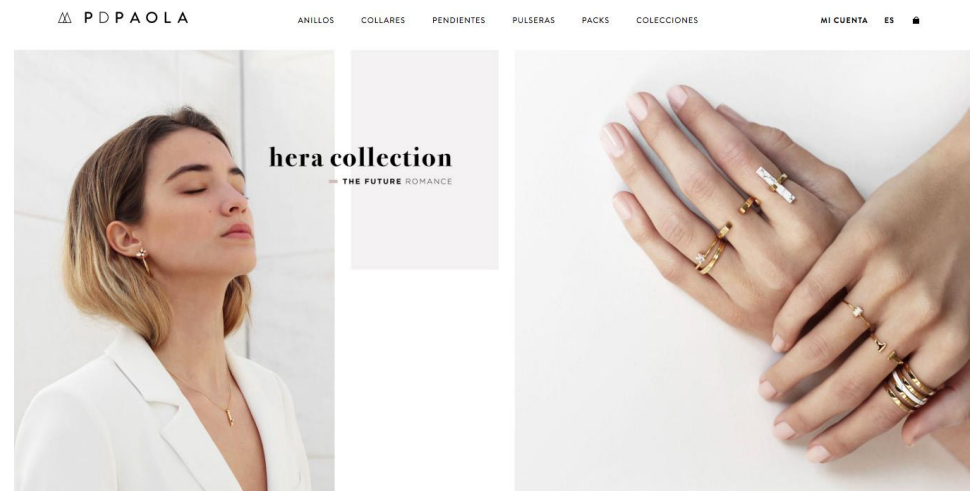 PDPAOLA
ANILLOS COLLARES PENDIENTES PULSERAS PACKS COLECCIONES
MI CUENTA ES
hera collection
THE FUTURE ROMANCE